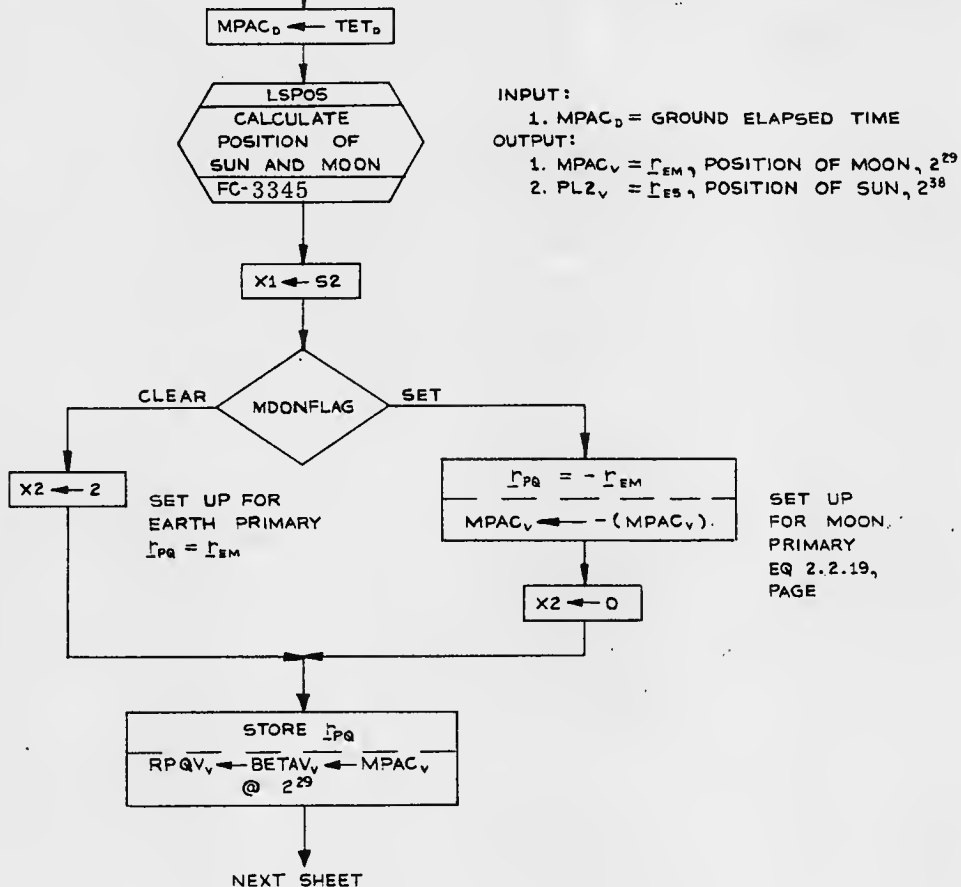 MPAC_D ← TET_D
LSPOS
CALCULATE
POSITION OF
SUN AND MOON
FC-3345
INPUT:
1. MPAC_D = GROUND ELAPSED TIME
OUTPUT:
1. MPAC_V = r_EM, POSITION OF MOON, 2^29
2. PL2_V = r_ES, POSITION OF SUN, 2^38
X1 ← S2
CLEAR
MOONFLAG
SET
X2 ← 2
SET UP FOR
EARTH PRIMARY
r_PQ = r_EM
r_PQ = - r_EM
MPAC_V ← -(MPAC_V).
SET UP
FOR MOON
PRIMARY
EQ 2.2.19,
PAGE
X2 ← 0
STORE r_PQ
RPQV_V ← BETAV_V ← MPAC_V
@ 2^29
NEXT SHEET